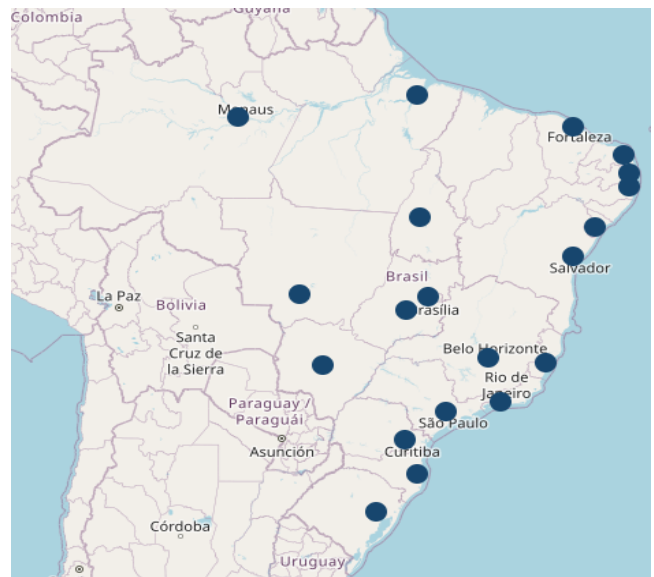 Colombia
Guyana
Manaus
Fortaleza
Brasil
Salvador
La Paz
Bolivia
Brasília
Santa
Cruz de
la Sierra
Belo Horizonte
Rio de
Janeiro
Paraguay /
Paraguái
São Paulo
Asunción
Curitiba
Córdoba
Uruguay